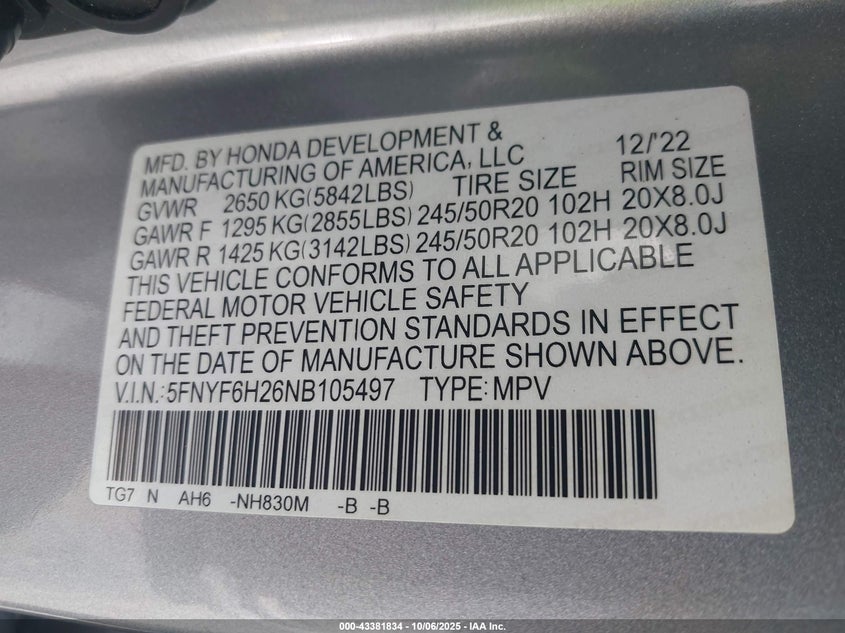 MFD. BY HONDA DEVELOPMENT & 12/'22
MANUFACTURING OF AMERICA, LLC
GVWR 2650 KG(5842LBS) TIRE SIZE RIM SIZE
GAWR F 1295 KG(2855LBS) 245/50R20 102H 20X8.0J
GAWR R 1425 KG(3142LBS) 245/50R20 102H 20X8.0J
THIS VEHICLE CONFORMS TO ALL APPLICABLE
FEDERAL MOTOR VEHICLE SAFETY
AND THEFT PREVENTION STANDARDS IN EFFECT
ON THE DATE OF MANUFACTURE SHOWN ABOVE.
V.I.N.:5FNYF6H26NB105497 TYPE:MPV
TG7 N AH6 -NH830M -B -B
000-43381834 - 10/06/2025 - IAA Inc.